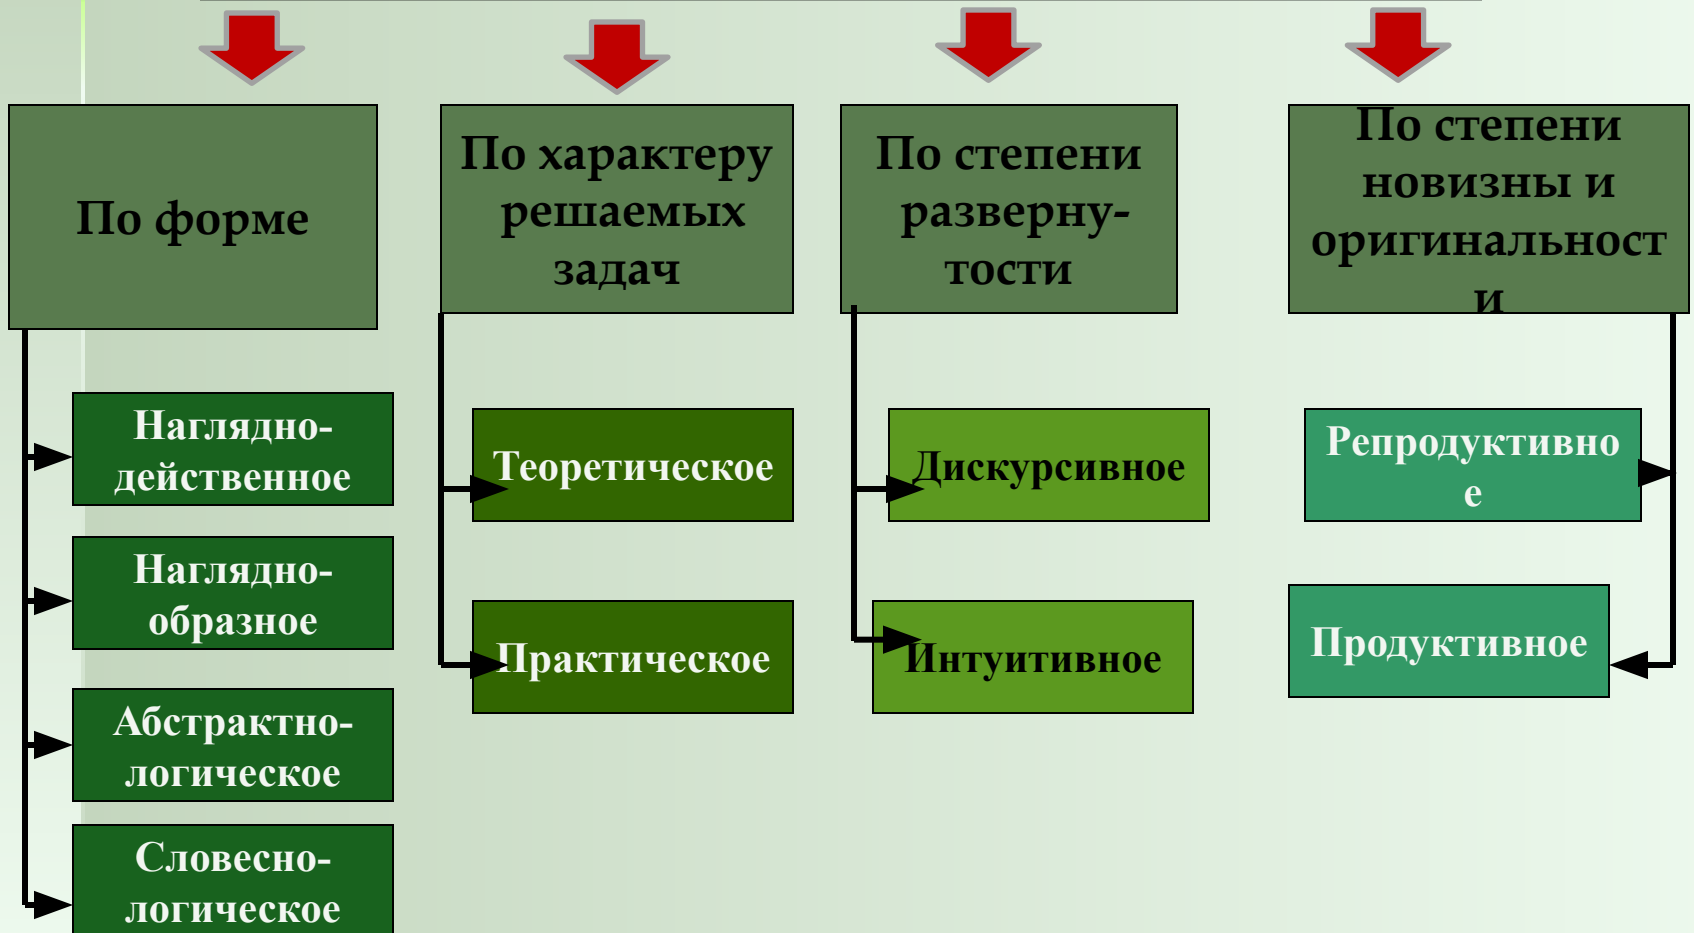 По форме
По характеру
решаемых
задач
По степени
разверну-
тости
По степени
новизны и
оригинальност
и
Наглядно-
действенное
Наглядно-
образное
Абстрактно-
логическое
Словесно-
логическое
Теоретическое
Практическое
Дискурсивное
Интуитивное
Репродуктивно
е
Продуктивное